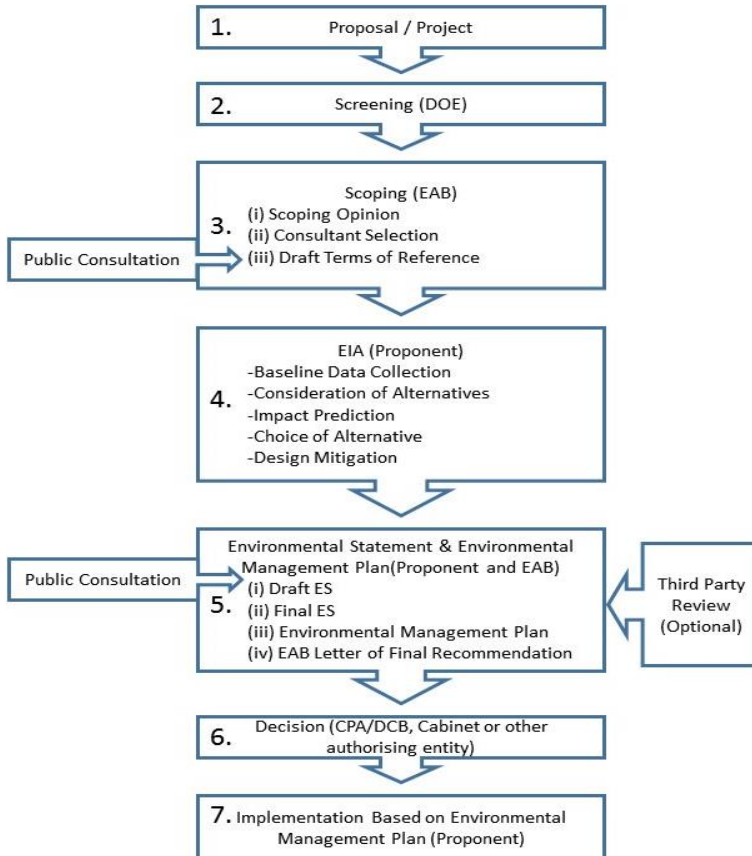 1. Proposal / Project
2. Screening (DOE)
Scoping (EAB)
3. (i) Scoping Opinion
(ii) Consultant Selection
(iii) Draft Terms of Reference
Public Consultation
EIA (Proponent)
-Baseline Data Collection
-Consideration of Alternatives
4. -Impact Prediction
-Choice of Alternative
-Design Mitigation
Environmental Statement & Environmental
Management Plan(Proponent and EAB)
Public Consultation
5. (i) Draft ES
(ii) Final ES
(iii) Environmental Management Plan
(iv) EAB Letter of Final Recommendation
Third Party
Review
(Optional)
6. Decision (CPA/DCB, Cabinet or other
authorising entity)
7. Implementation Based on Environmental
Management Plan (Proponent)